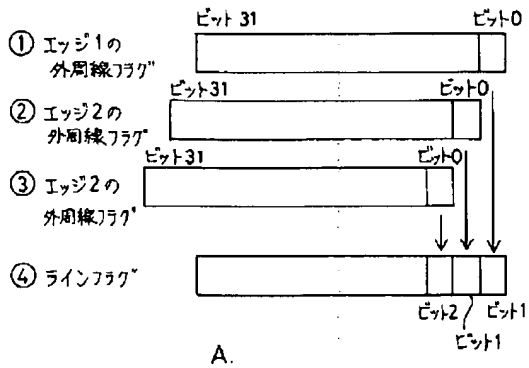 ビット31 ビット0
① エッジ1の
外周線フラグ
ビット31 ビット0
② エッジ2の
外周線フラグ
ビット31 ビット0
③ エッジ2の
外周線フラグ
④ ラインフラグ
ビット2 ビット1
ビット1
A.